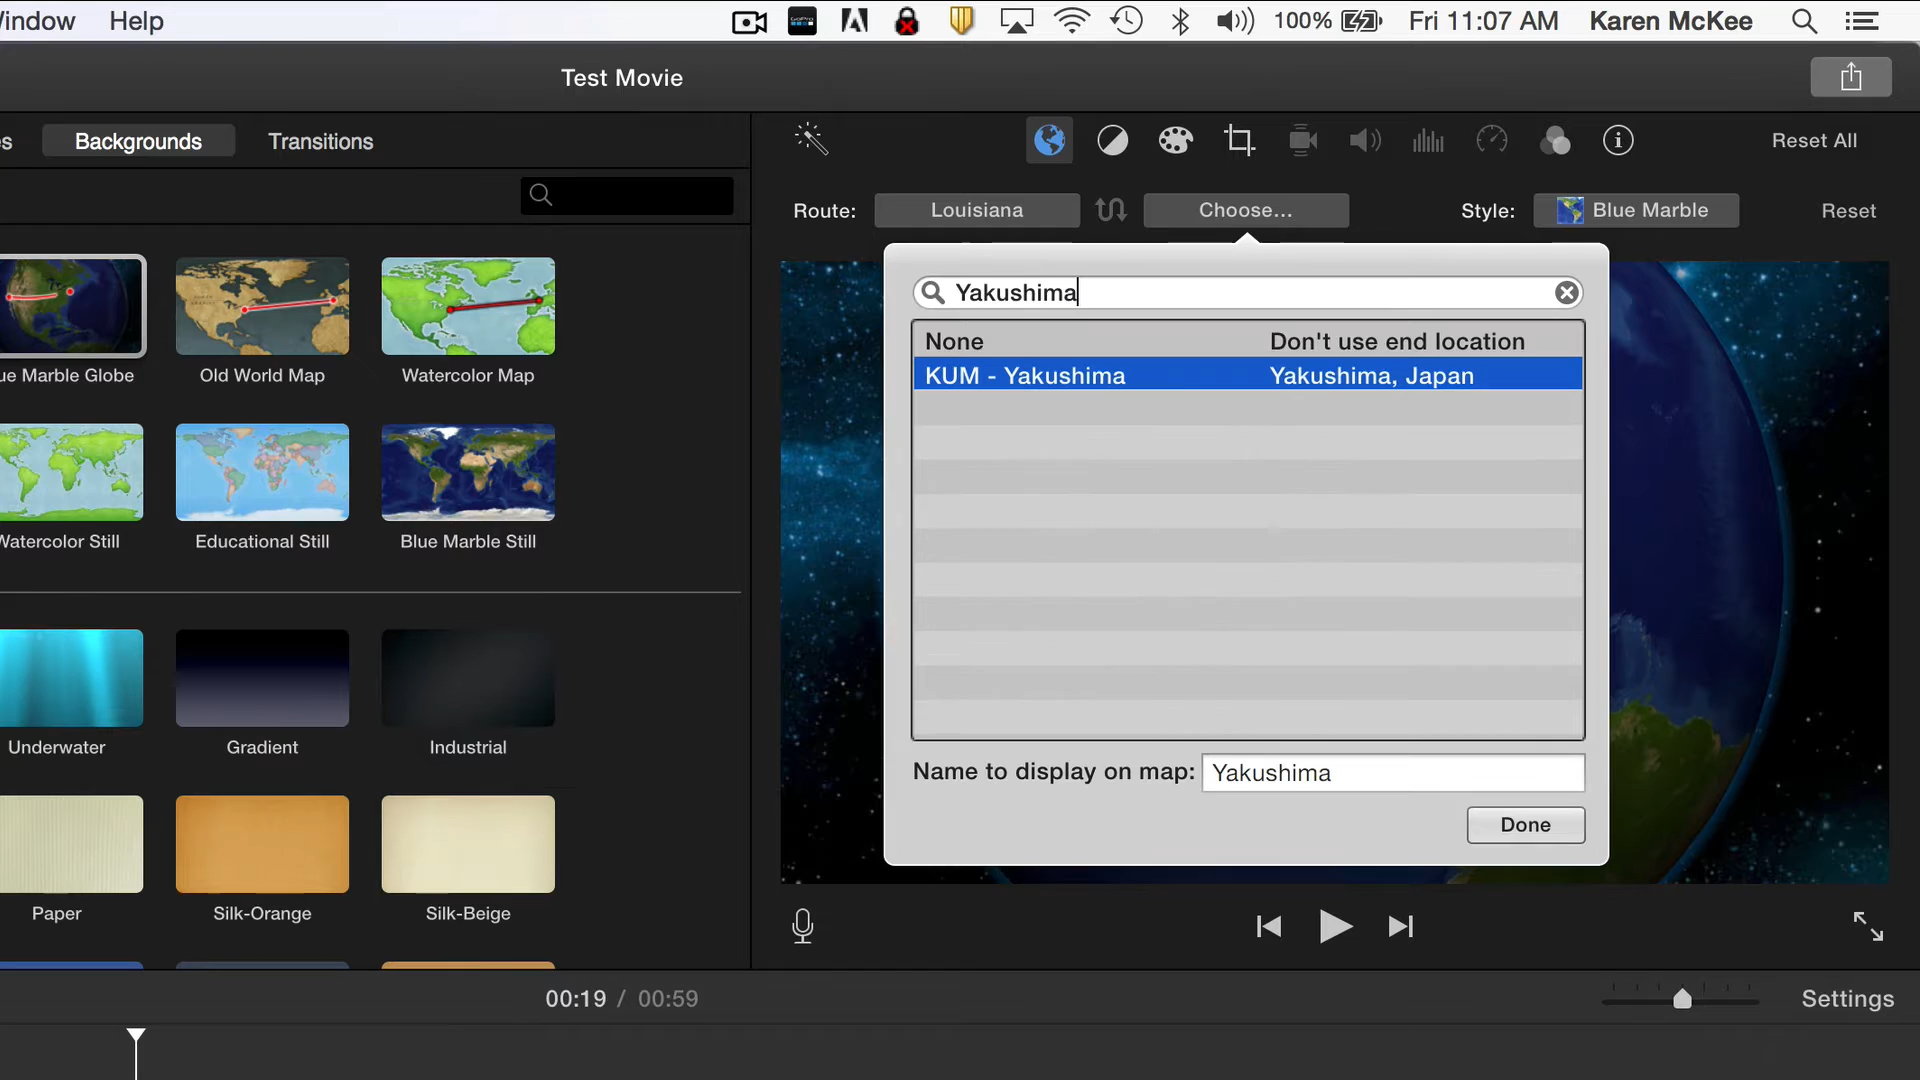 Window Help 100% Fri 11:07 AM Karen McKee
Test Movie
s Backgrounds Transitions
Reset All
Route: Louisiana Choose... Style: Blue Marble Reset
Yakushima
None Don't use end location
KUM - Yakushima Yakushima, Japan
Name to display on map: Yakushima
Done
ue Marble Globe Old World Map Watercolor Map
Watercolor Still Educational Still Blue Marble Still
Underwater Gradient Industrial
Paper Silk-Orange Silk-Beige
00:19 / 00:59 Settings